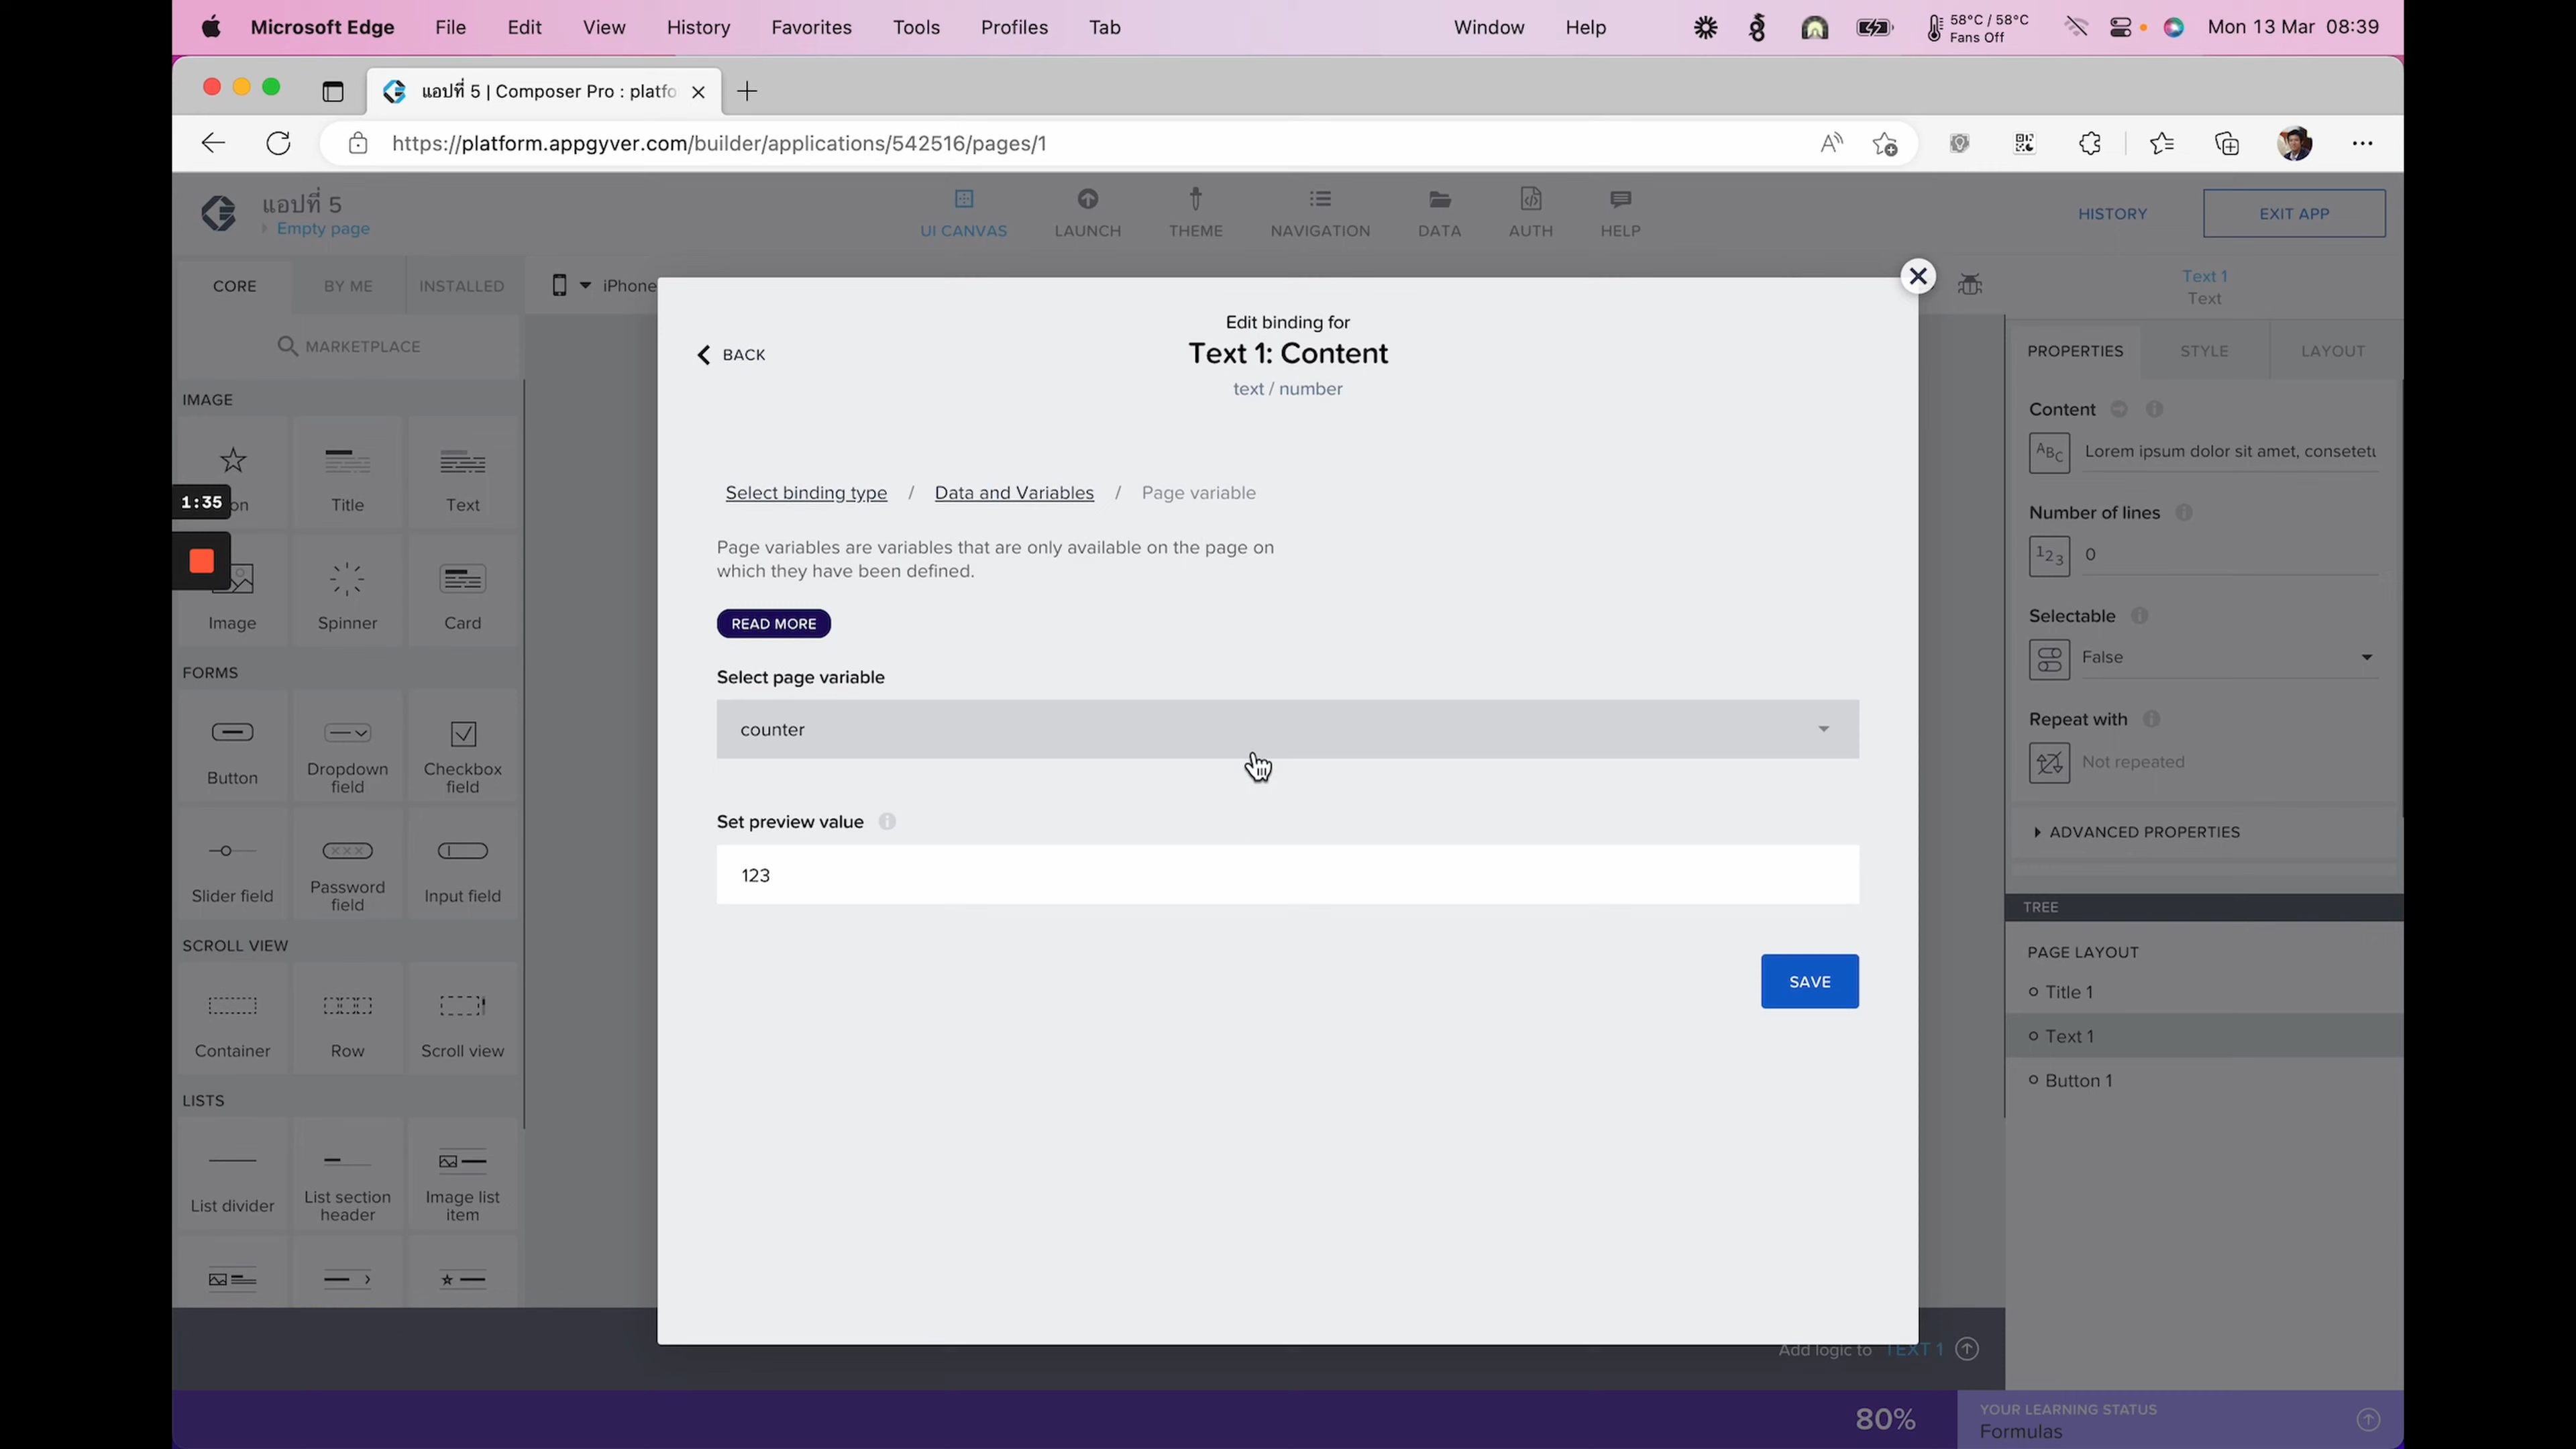 Microsoft Edge File Edit View History Favorites Tools Profiles Tab Window Help 58°C / 58°C Fans Off Mon 13 Mar 08:39
แอปที่ 5 | Composer Pro : platfo
https://platform.appgyver.com/builder/applications/542516/pages/1
แอปที่ 5
Empty page
UI CANVAS LAUNCH THEME NAVIGATION DATA AUTH HELP
HISTORY
EXIT APP
CORE BY ME INSTALLED
iPhone
MARKETPLACE
IMAGE
Title
Text
1:35
Image
Spinner
Card
FORMS
Button
Dropdown field
Checkbox field
Slider field
Password field
Input field
SCROLL VIEW
Container
Row
Scroll view
LISTS
List divider
List section header
Image list item
BACK
Edit binding for
Text 1: Content
text / number
Select binding type / Data and Variables / Page variable
Page variables are variables that are only available on the page on
which they have been defined.
READ MORE
Select page variable
counter
Set preview value
123
SAVE
Text 1
Text
PROPERTIES STYLE LAYOUT
Content
ABC Lorem ipsum dolor sit amet, consetetu
Number of lines
123 0
Selectable
False
Repeat with
Not repeated
ADVANCED PROPERTIES
TREE
PAGE LAYOUT
Title 1
Text 1
Button 1
Add logic to TEXT 1
80%
YOUR LEARNING STATUS
Formulas